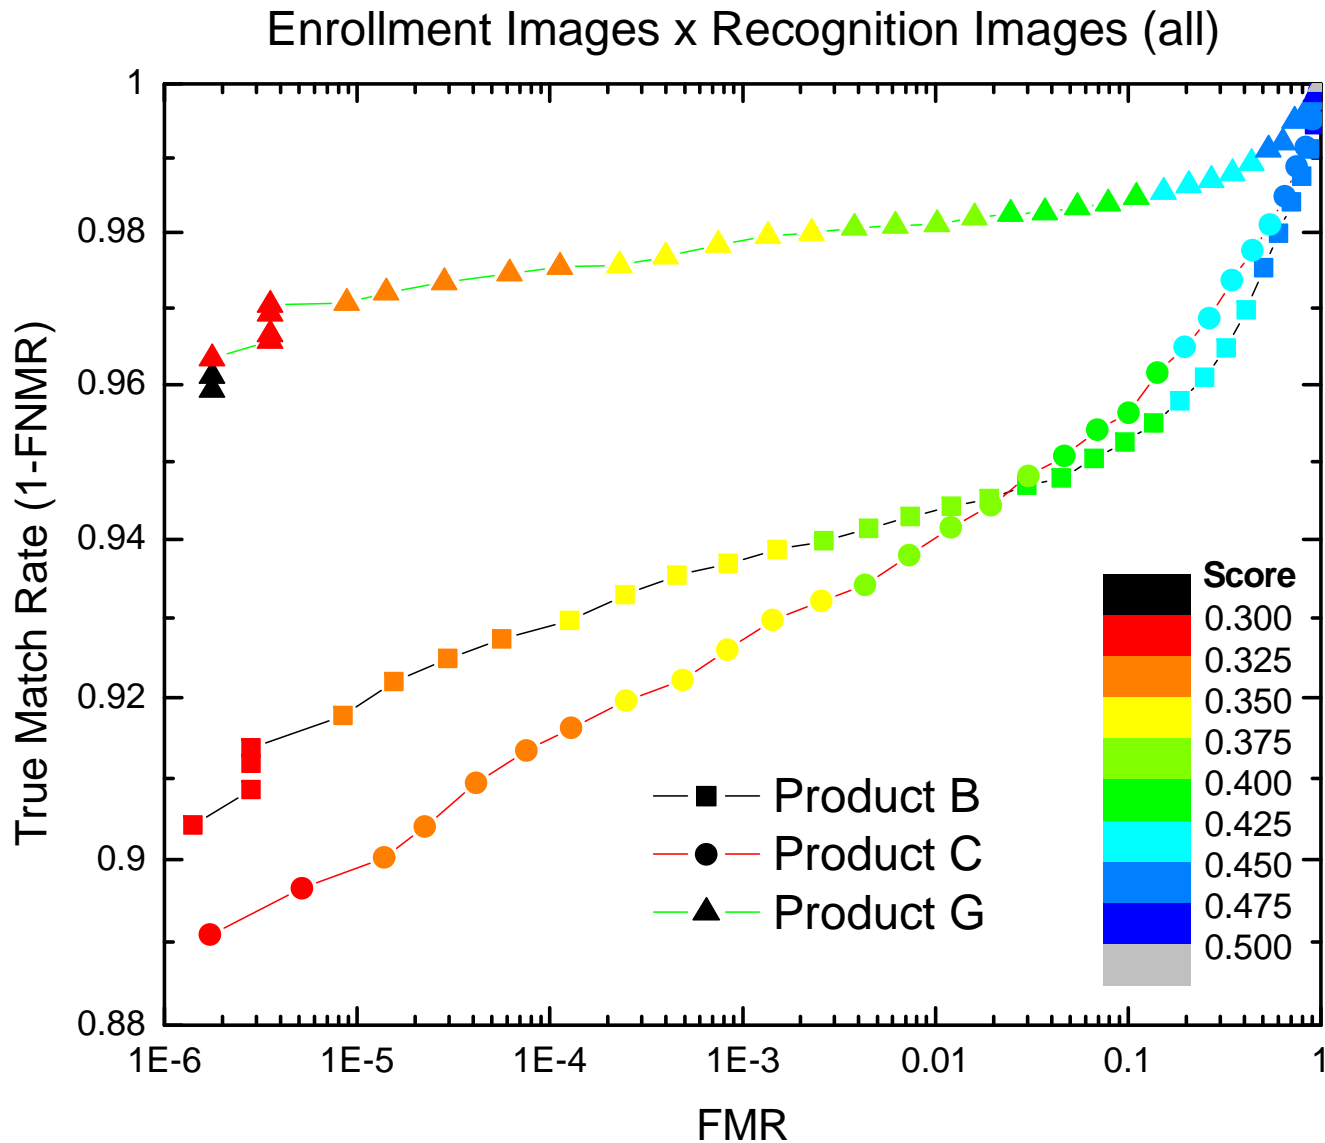 Enrollment Images x Recognition Images (all)
1
0.98
0.96
0.94
0.92
0.9
0.88
True Match Rate (1-FNMR)
Score
0.300
0.325
0.350
0.375
0.400
0.425
0.450
0.475
0.500
Product B
Product C
Product G
1E-6 1E-5 1E-4 1E-3 0.01 0.1 1
FMR